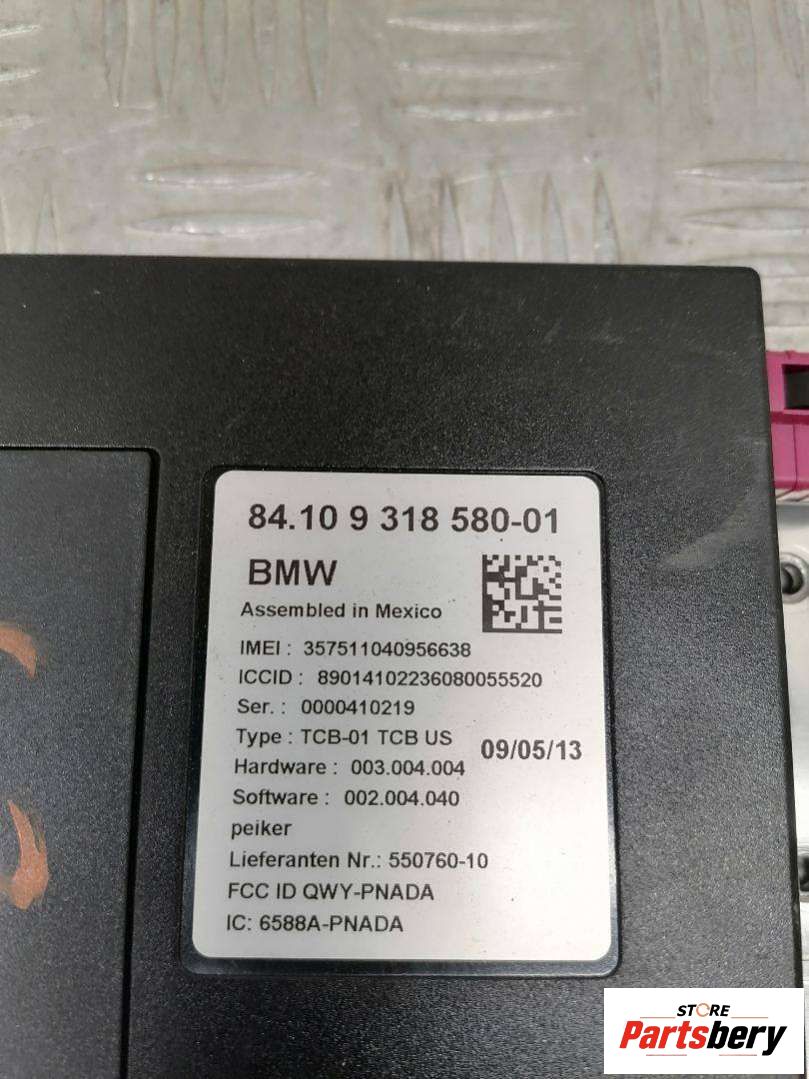 84.10 9 318 580-01
BMW
Assembled in Mexico
IMEI : 357511040956638
ICCID : 89014102236080055520
Ser. : 0000410219
Type : TCB-01 TCB US
09/05/13
Hardware : 003.004.004
Software : 002.004.040
peiker
Lieferanten Nr.: 550760-10
FCC ID QWY-PNADA
IC: 6588A-PNADA
STORE
Partsbery